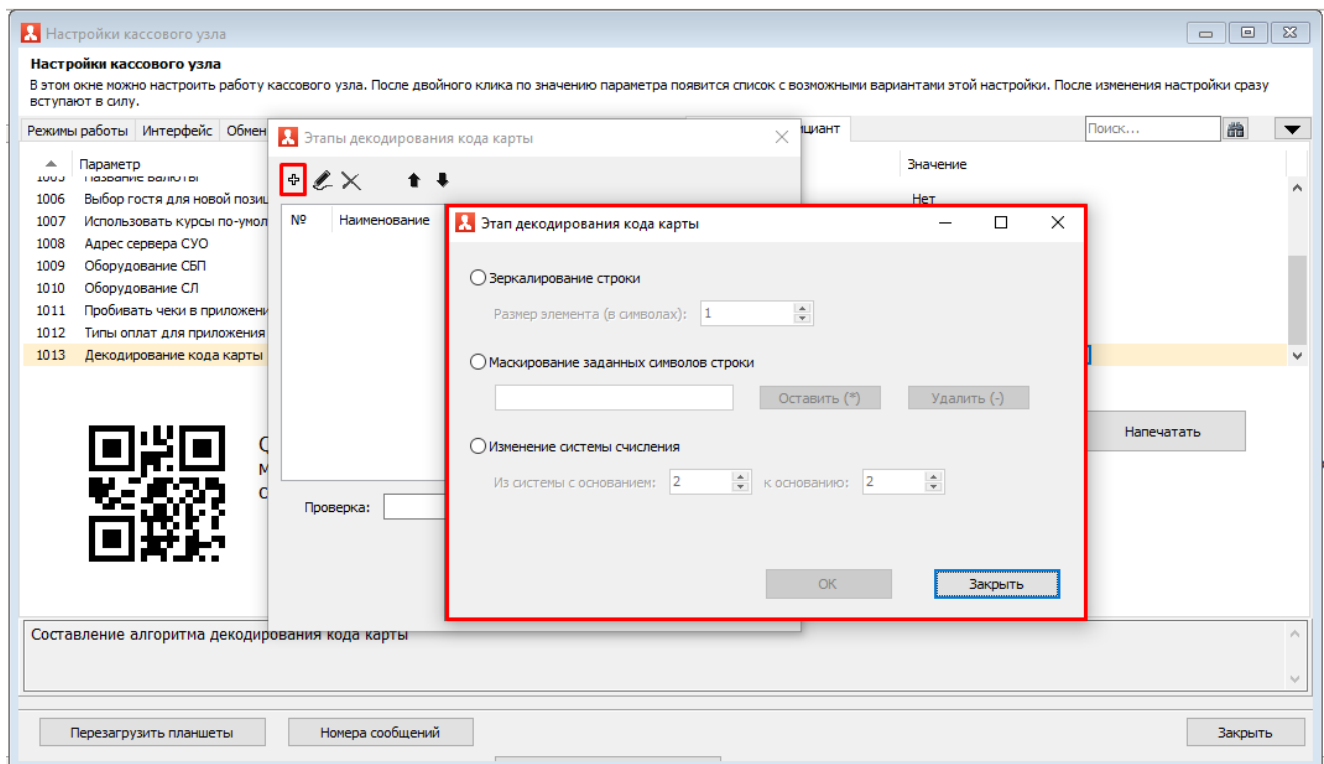 Настройки кассового узла
Настройки кассового узла
В этом окне можно настроить работу кассового узла. После двойного клика по значению параметра появится список с возможными вариантами этой настройки. После изменения настройки сразу
вступают в силу.
Режимы работы Интерфейс Обмен
циант
Поиск...
Параметр
Значение
1005 Название валюты
1006 Выбор гостя для новой позиц
Нет
1007 Использовать курсы по-умол
1008 Адрес сервера СУО
1009 Оборудование СБП
1010 Оборудование СЛ
1011 Пробивать чеки в приложени
1012 Типы оплат для приложения
1013 Декодирование кода карты
Напечатать
Этапы декодирования кода карты
№ Наименование
Проверка:
Этап декодирования кода карты
Зеркалирование строки
Размер элемента (в символах): 1
Маскирование заданных символов строки
Оставить (*) Удалить (-)
Изменение системы счисления
Из системы с основанием: 2 к основанию: 2
ОК Закрыть
Составление алгоритма декодирования кода карты
Перезагрузить планшеты Номера сообщений Закрыть